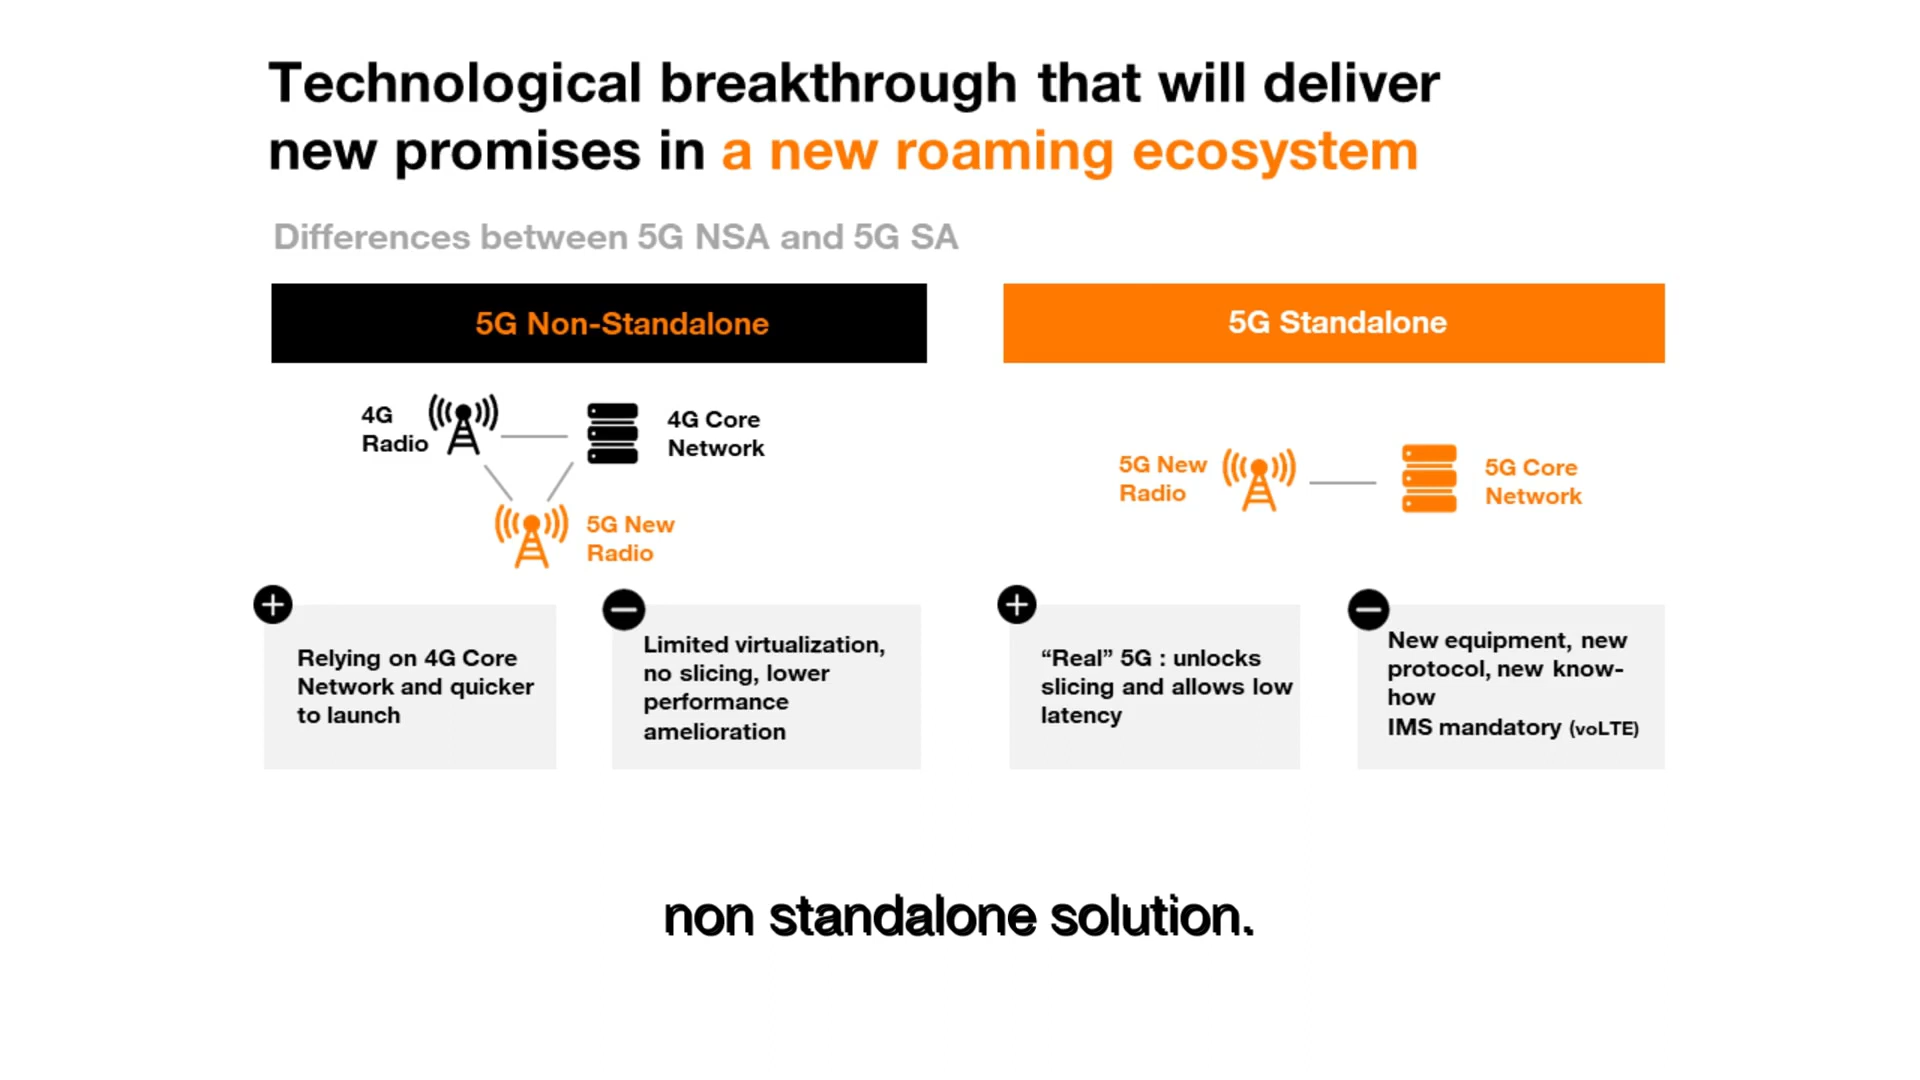 Technological breakthrough that will deliver
new promises in a new roaming ecosystem
Differences between 5G NSA and 5G SA
5G Non-Standalone
4G
Radio
4G Core
Network
5G New
Radio
Relying on 4G Core
Network and quicker
to launch
Limited virtualization,
no slicing, lower
performance
amelioration
5G Standalone
5G New
Radio
5G Core
Network
“Real” 5G : unlocks
slicing and allows low
latency
New equipment, new
protocol, new know-
how
IMS mandatory (voLTE)
non standalone solution.